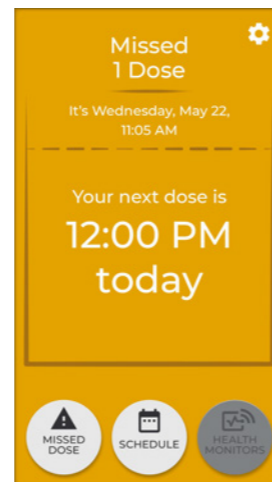 Missed
1 Dose
It's Wednesday, May 22,
11:05 AM
Your next dose is
12:00 PM
today
MISSED
DOSE
SCHEDULE
HEALTH
MONITORS